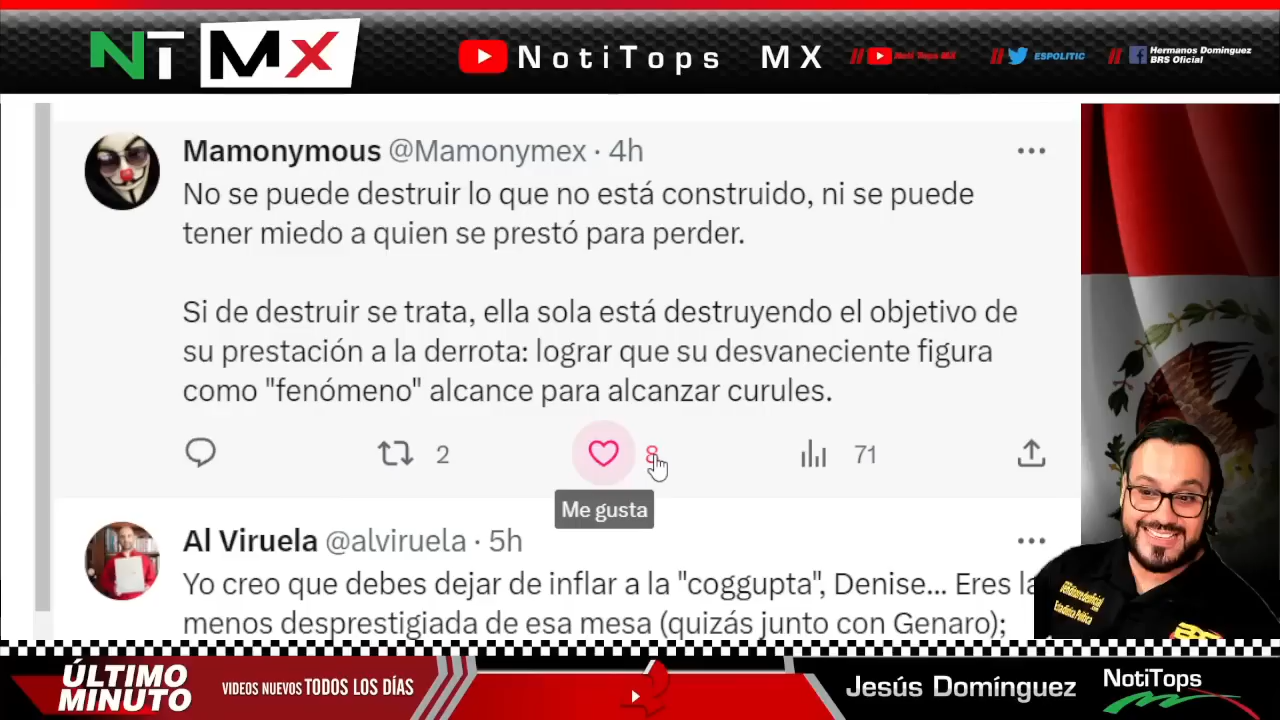 NT MX
NotiTops MX
Noti Tops MX
ESPOLITIC
Hermanos Dominguez
BRS Oficial
Mamonymous @Mamonymex · 4h
No se puede destruir lo que no está construido, ni se puede
tener miedo a quien se prestó para perder.
Si de destruir se trata, ella sola está destruyendo el objetivo de
su prestación a la derrota: lograr que su desvaneciente figura
como "fenómeno" alcance para alcanzar curules.
2
8
71
Me gusta
Al Viruela @alviruela · 5h
Yo creo que debes dejar de inflar a la "coggupta", Denise... Eres la
menos desprestigiada de esa mesa (quizás junto con Genaro);
Estadística Política
ÚLTIMO
MINUTO
VIDEOS NUEVOS TODOS LOS DÍAS
Jesús Domínguez
NotiTops